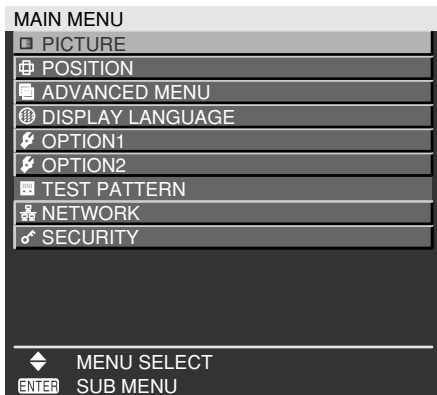 MAIN MENU
PICTURE
POSITION
ADVANCED MENU
DISPLAY LANGUAGE
OPTION1
OPTION2
TEST PATTERN
NETWORK
SECURITY
MENU SELECT
ENTER SUB MENU